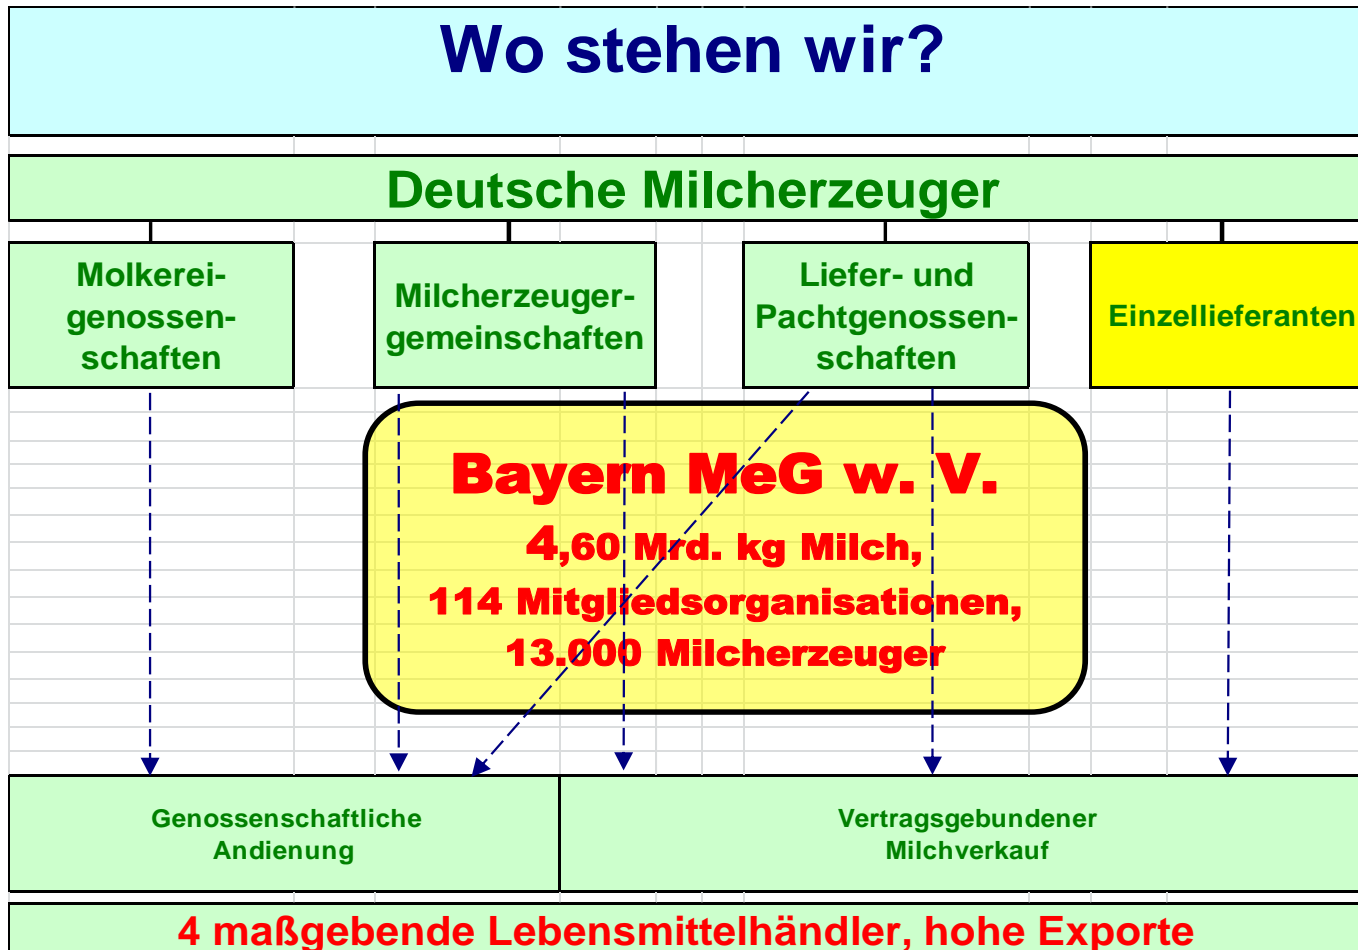 Wo stehen wir?
Deutsche Milcherzeuger
Molkerei-
genossen-
schaften
Milcherzeuger-
gemeinschaften
Liefer- und
Pachtgenossen-
schaften
Einzellieferanten
Bayern MeG w. V.
4,60 Mrd. kg Milch,
114 Mitgliedsorganisationen,
13.000 Milcherzeuger
Genossenschaftliche
Andienung
Vertragsgebundener
Milchverkauf
4 maßgebende Lebensmittelhändler, hohe Exporte